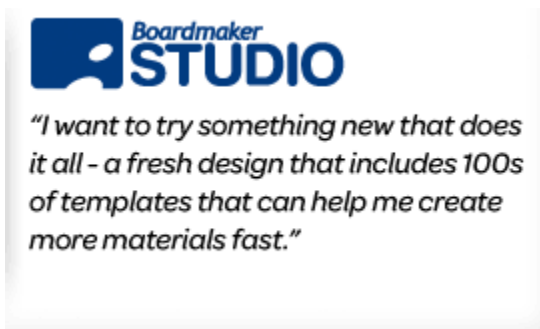 Boardmaker
STUDIO
“I want to try something new that does
it all - a fresh design that includes 100s
of templates that can help me create
more materials fast.”